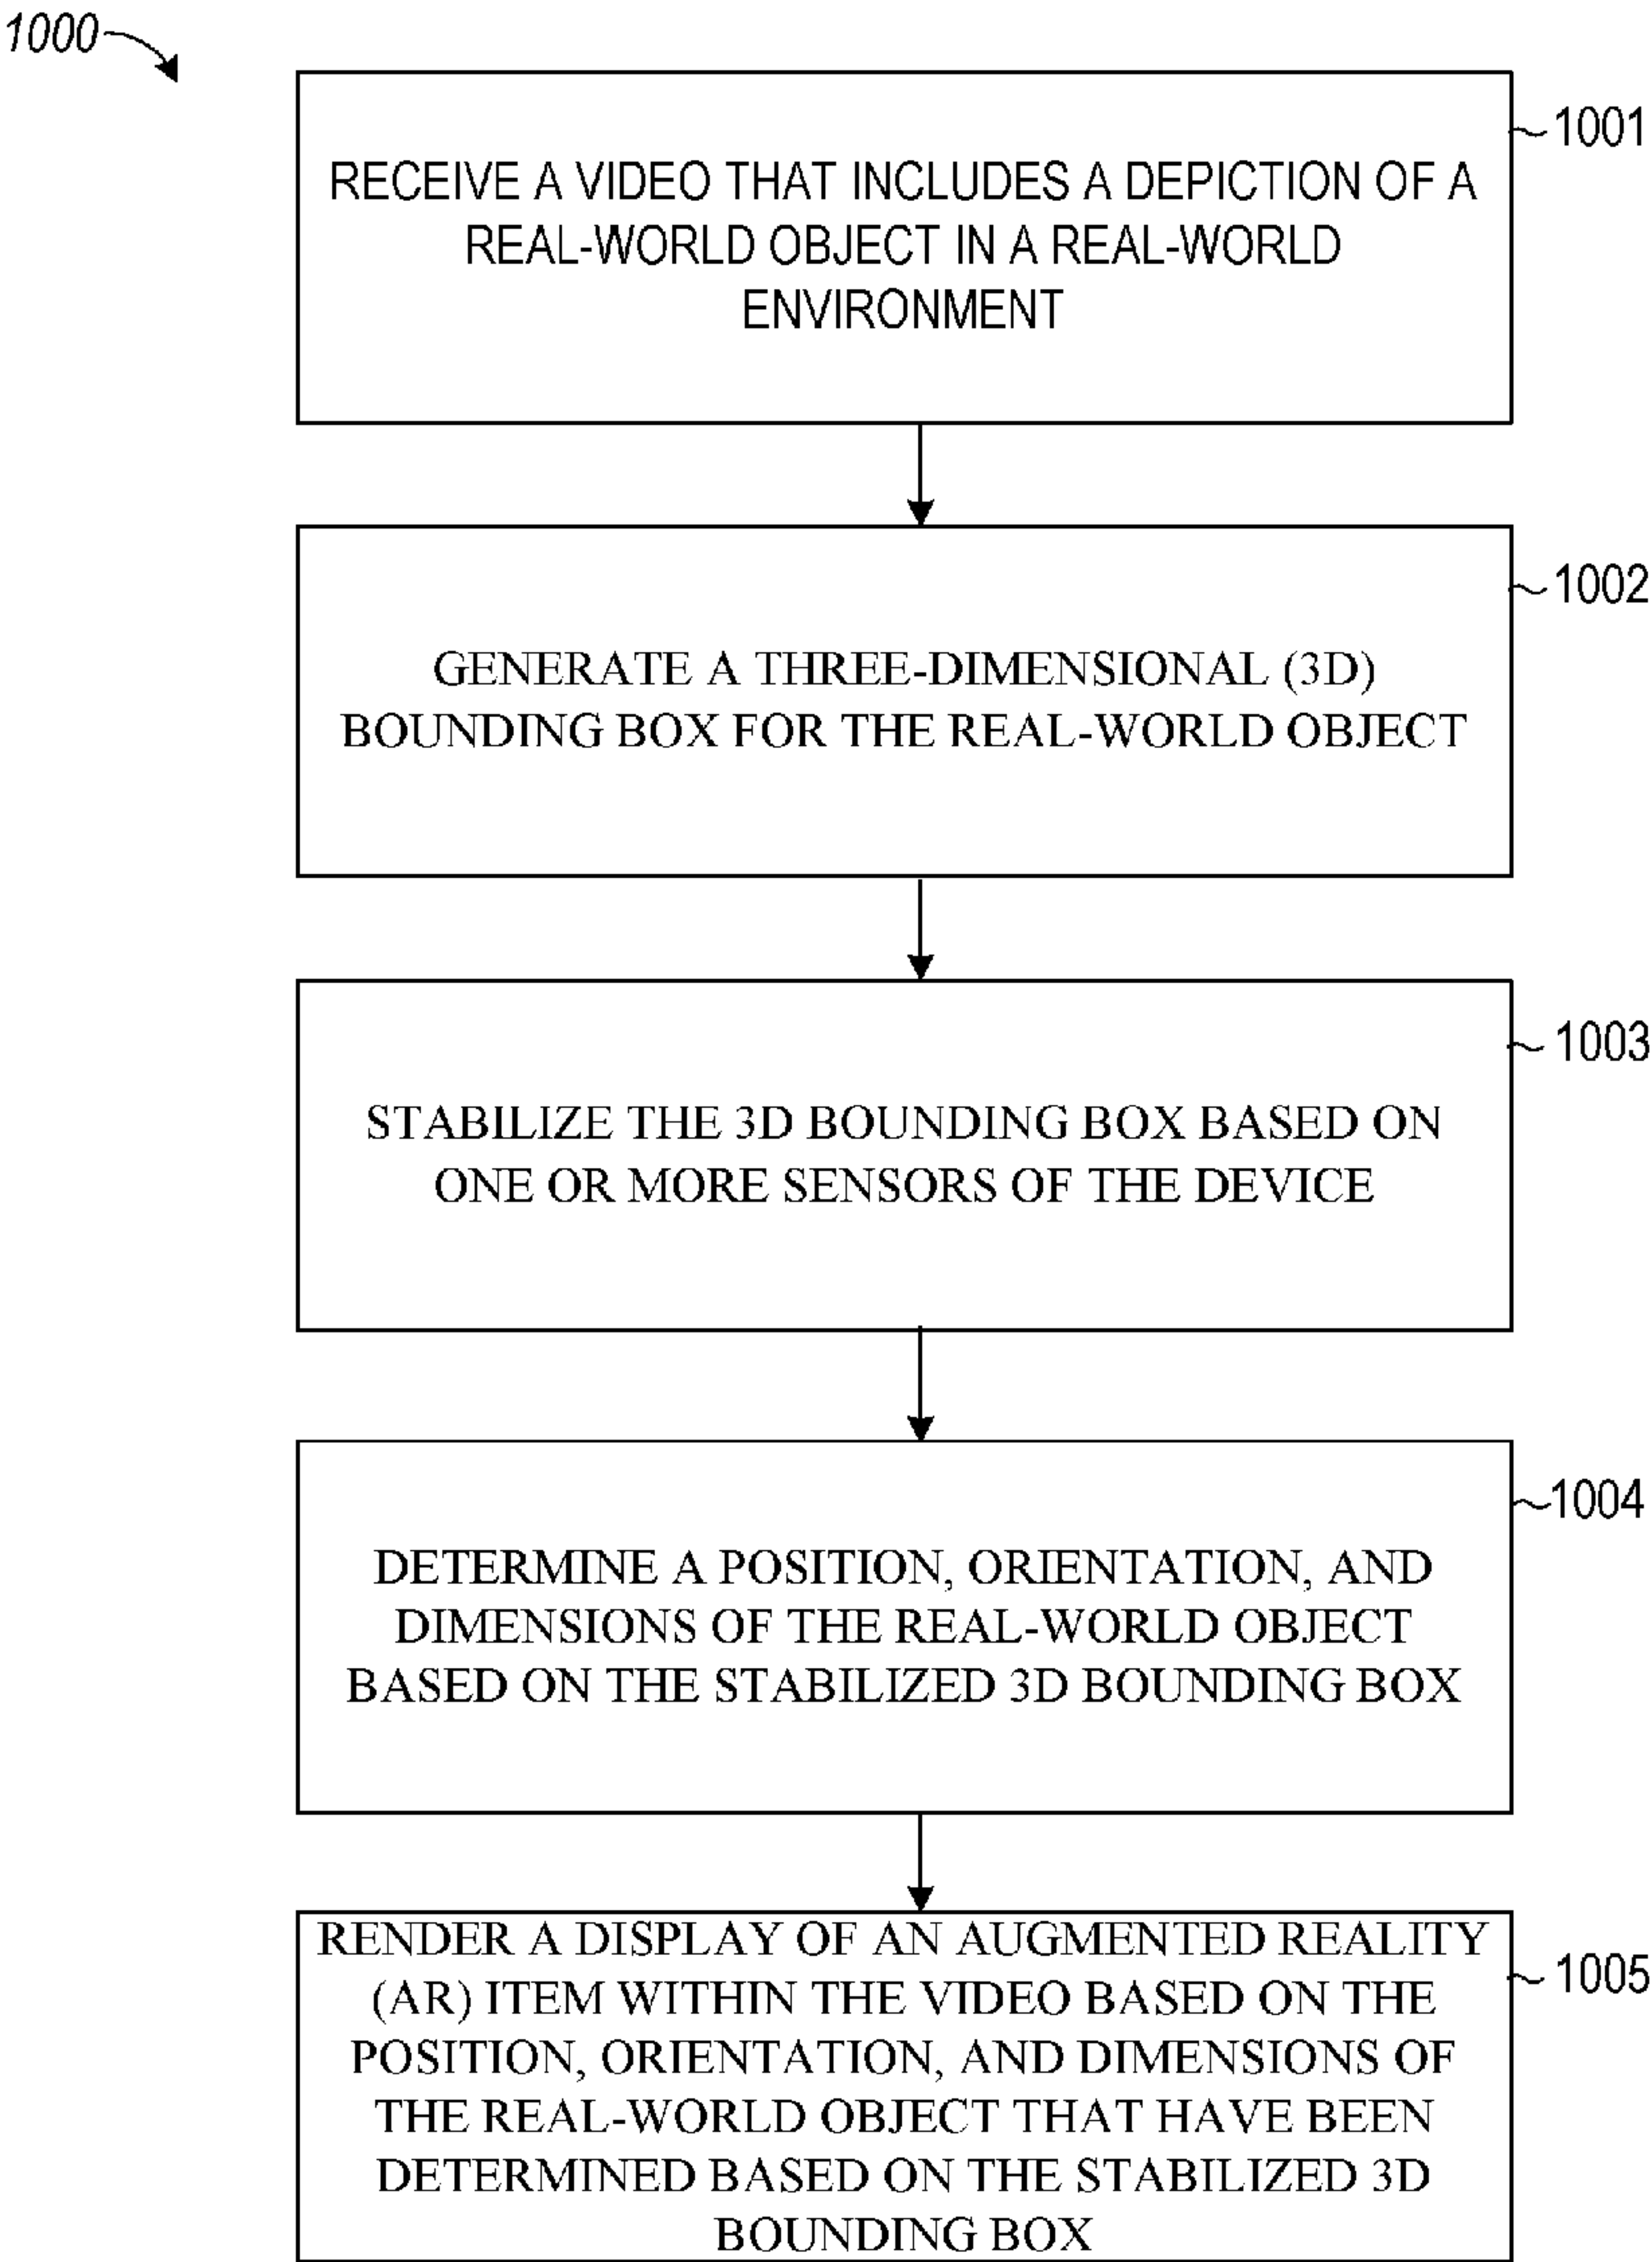 1000
1001
RECEIVE A VIDEO THAT INCLUDES A DEPICTION OF A
REAL-WORLD OBJECT IN A REAL-WORLD
ENVIRONMENT
1002
GENERATE A THREE-DIMENSIONAL (3D)
BOUNDING BOX FOR THE REAL-WORLD OBJECT
1003
STABILIZE THE 3D BOUNDING BOX BASED ON
ONE OR MORE SENSORS OF THE DEVICE
1004
DETERMINE A POSITION, ORIENTATION, AND
DIMENSIONS OF THE REAL-WORLD OBJECT
BASED ON THE STABILIZED 3D BOUNDING BOX
1005
RENDER A DISPLAY OF AN AUGMENTED REALITY
(AR) ITEM WITHIN THE VIDEO BASED ON THE
POSITION, ORIENTATION, AND DIMENSIONS OF
THE REAL-WORLD OBJECT THAT HAVE BEEN
DETERMINED BASED ON THE STABILIZED 3D
BOUNDING BOX